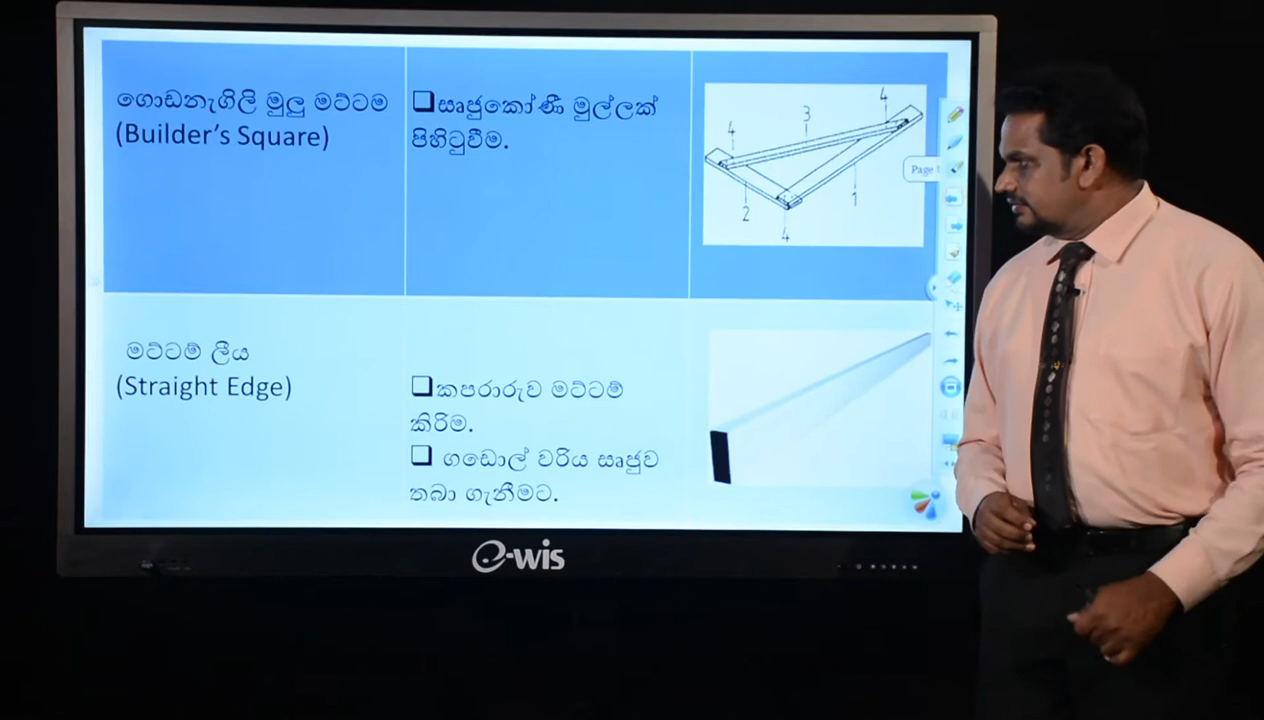 ගොඩනැගිලි මුලු මට්ටම
(Builder's Square)
❑සෘජුකෝණී මුල්ලක්
පිහිටුවීම.
4
3
4
2
1
4
Page
මට්ටම් ලීය
(Straight Edge)
❑කපරාරුව මට්ටම්
කිරිම.
❑ ගඩොල් වරිය සෘජුව
තබා ගැනීමට.
e-wis